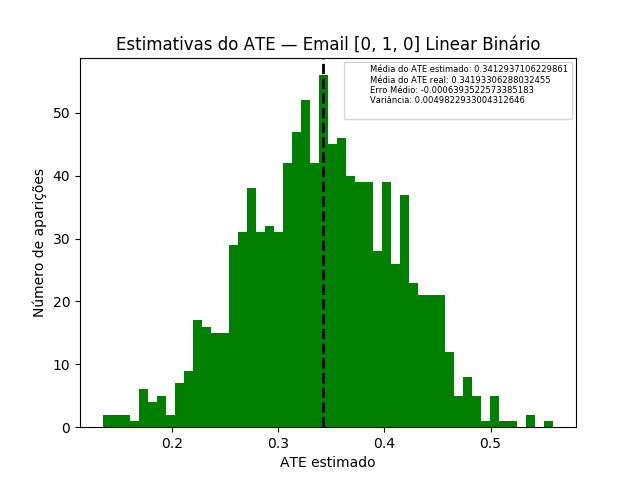 Estimativas do ATE — Email [0, 1, 0] Linear Binário
Média do ATE estimado: 0.3412937106229861
Média do ATE real: 0.34193306288032455
Erro Médio: -0.0006393522573385183
Variância: 0.0049822933004312646
Número de aparições
50
40
30
20
10
0
0.2
0.3
0.4
0.5
ATE estimado